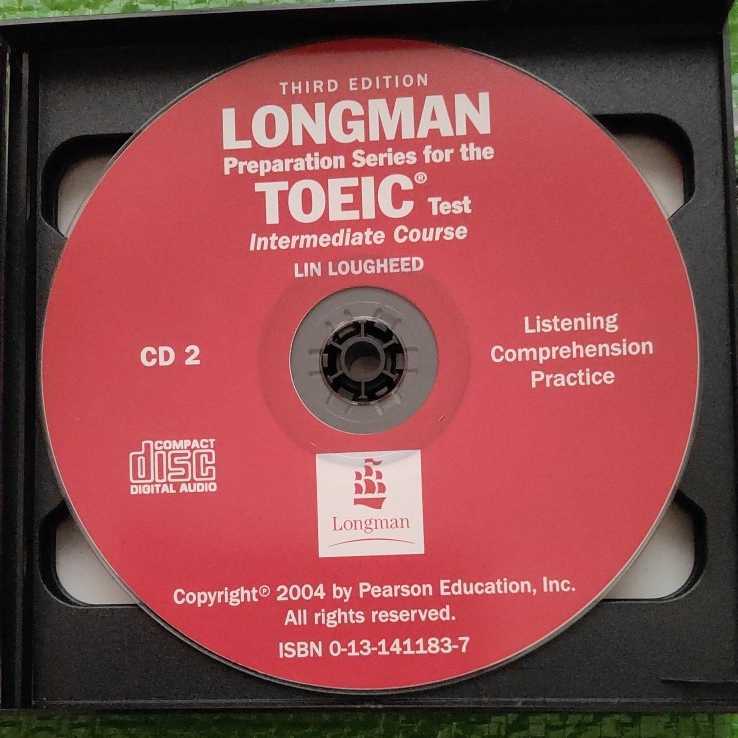 THIRD EDITION
LONGMAN
Preparation Series for the
TOEIC® Test
Intermediate Course
LIN LOUGHEED
CD 2
Listening
Comprehension
Practice
COMPACT
disc
DIGITAL AUDIO
Longman
Copyright℗ 2004 by Pearson Education, Inc.
All rights reserved.
ISBN 0-13-141183-7